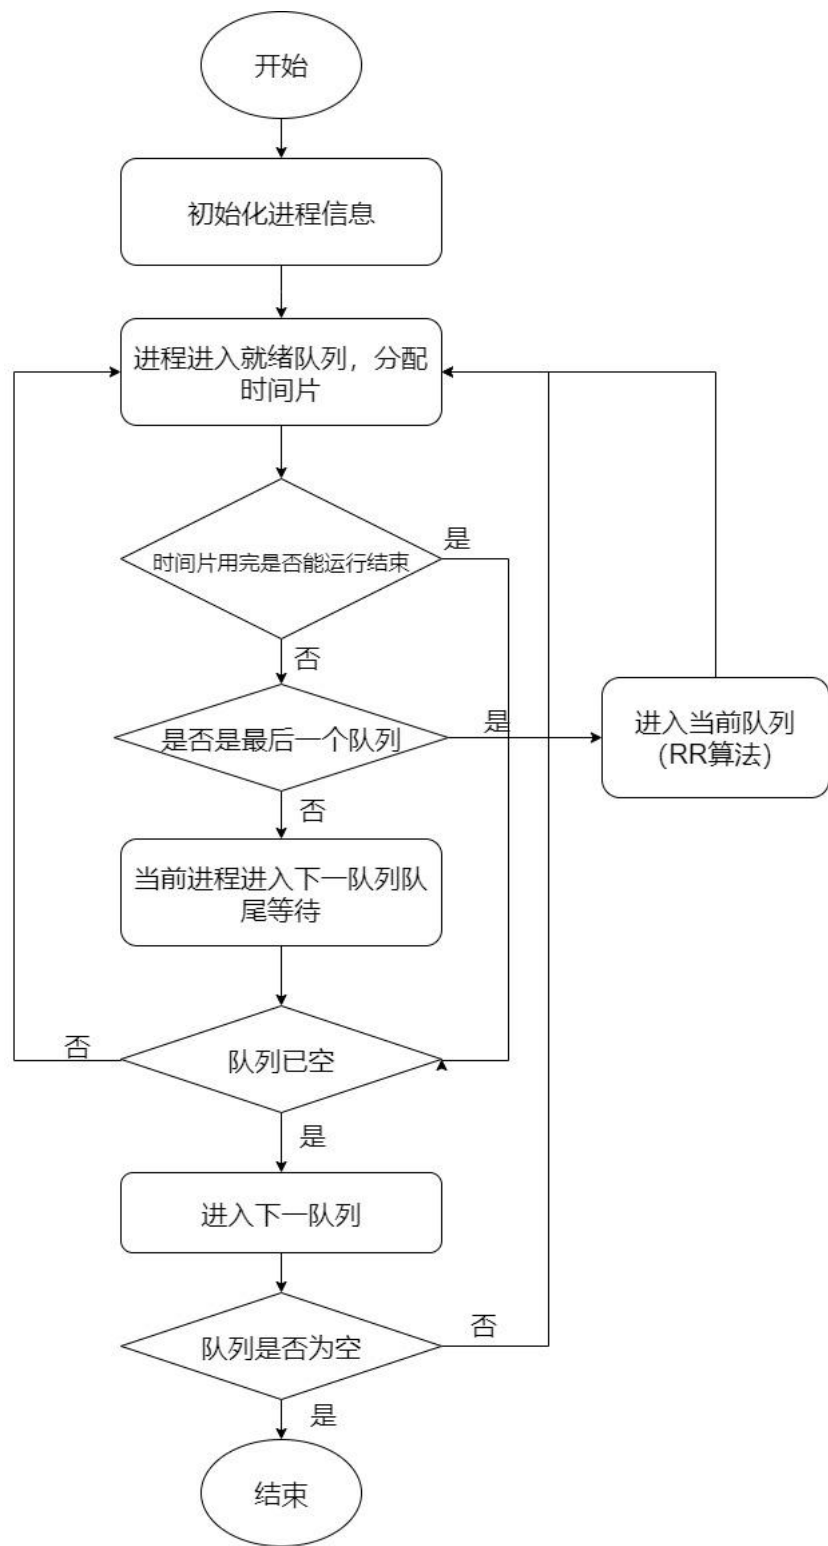 开始
初始化进程信息
进程进入就绪队列，分配
时间片
时间片用完是否能运行结束
是
否
是否是最后一个队列
是
进入当前队列
（RR算法）
否
当前进程进入下一队列队
尾等待
否
队列已空
是
进入下一队列
队列是否为空
否
是
结束